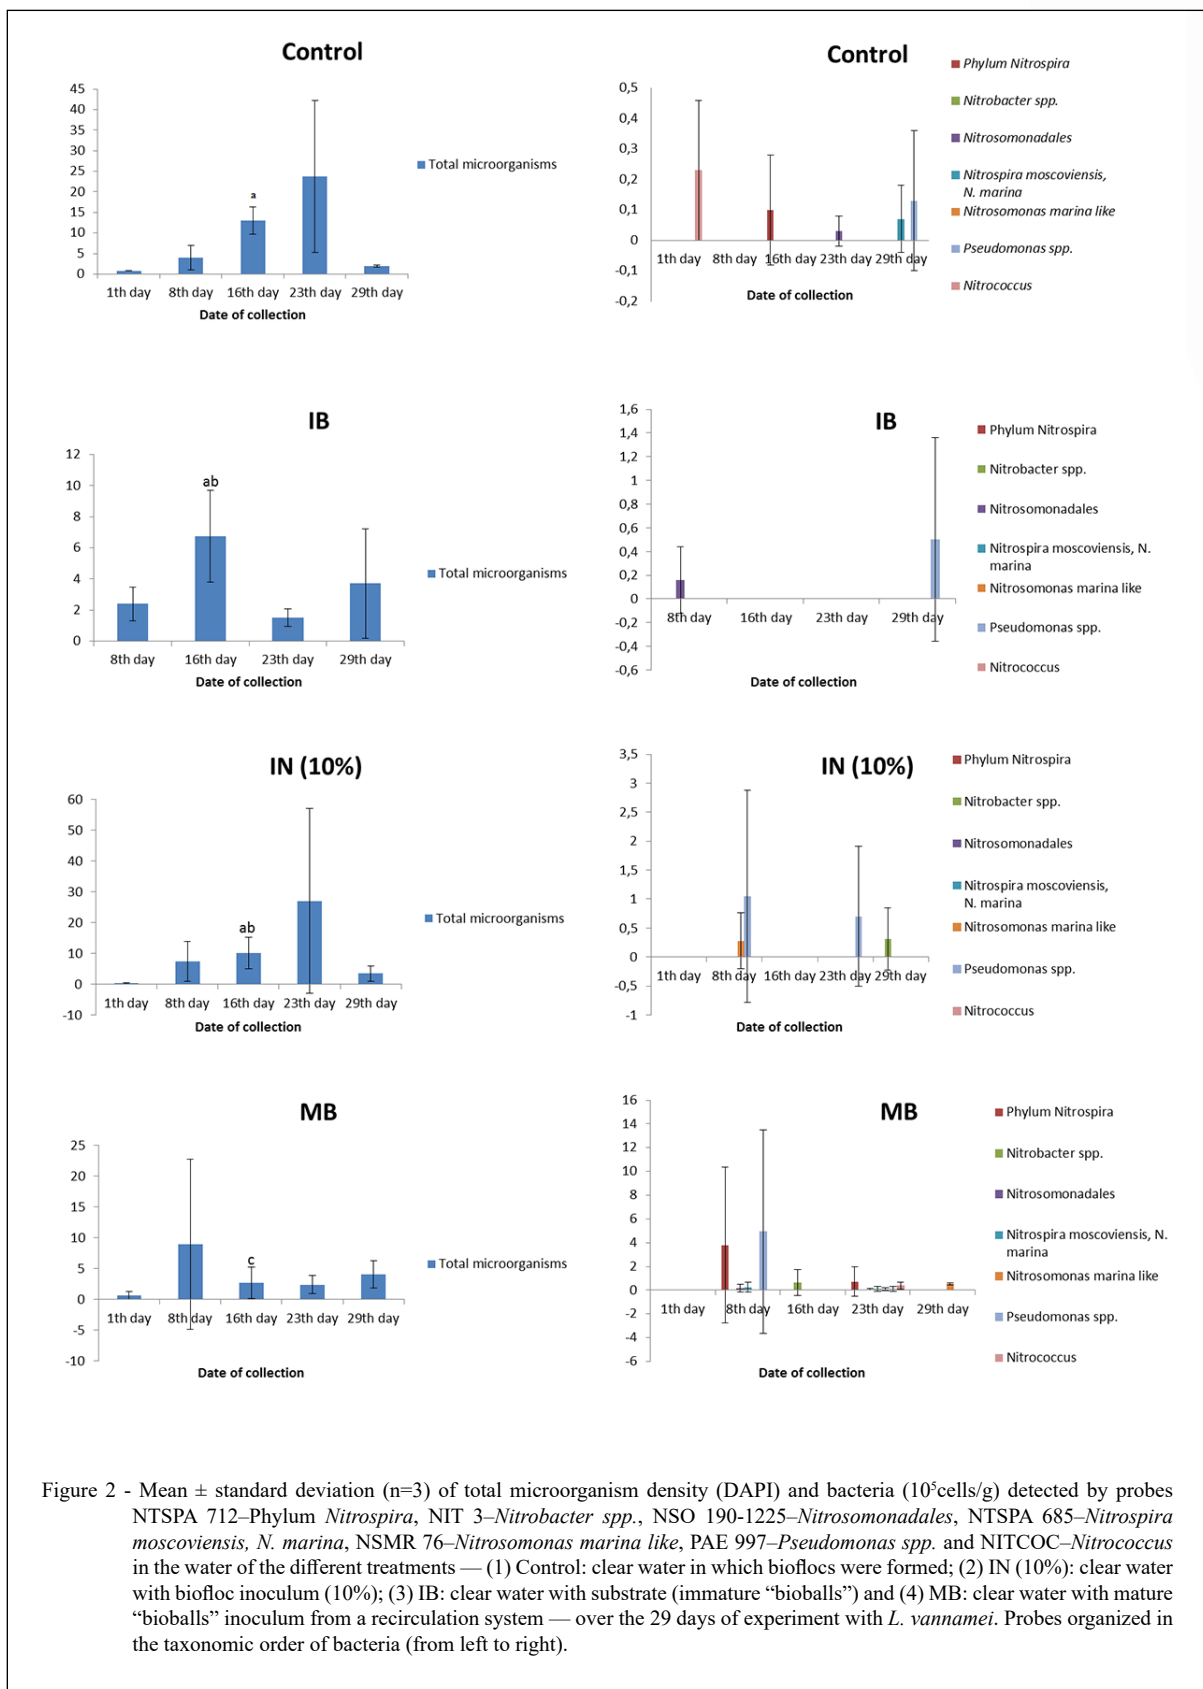 Control
45
40
35
30
25
20
15
10
5
0
a
Total microorganisms
1th day 8th day 16th day 23th day 29th day
Date of collection
Control
0,5
0,4
0,3
0,2
0,1
0
-0,1
-0,2
1th day 8th day 16th day 23th day 29th day
Date of collection
Phylum Nitrospira
Nitrobacter spp.
Nitrosomonadales
Nitrospira moscoviensis,
N. marina
Nitrosomonas marina like
Pseudomonas spp.
Nitrococcus
IB
12
10
8
6
4
2
0
ab
Total microorganisms
8th day 16th day 23th day 29th day
Date of collection
IB
1,6
1,4
1,2
1
0,8
0,6
0,4
0,2
0
-0,2
-0,4
-0,6
8th day 16th day 23th day 29th day
Date of collection
Phylum Nitrospira
Nitrobacter spp.
Nitrosomonadales
Nitrospira moscoviensis, N.
marina
Nitrosomonas marina like
Pseudomonas spp.
Nitrococcus
IN (10%)
60
50
40
30
20
10
0
-10
ab
Total microorganisms
1th day 8th day 16th day 23th day 29th day
Date of collection
IN (10%)
3,5
3
2,5
2
1,5
1
0,5
0
-0,5
-1
1th day 8th day 16th day 23th day 29th day
Date of collection
Phylum Nitrospira
Nitrobacter spp.
Nitrosomonadales
Nitrospira moscoviensis,
N. marina
Nitrosomonas marina like
Pseudomonas spp.
Nitrococcus
MB
25
20
15
10
5
0
-5
-10
c
Total microorganisms
1th day 8th day 16th day 23th day 29th day
Date of collection
MB
16
14
12
10
8
6
4
2
0
-2
-4
-6
1th day 8th day 16th day 23th day 29th day
Date of collection
Phylum Nitrospira
Nitrobacter spp.
Nitrosomonadales
Nitrospira moscoviensis, N.
marina
Nitrosomonas marina like
Pseudomonas spp.
Nitrococcus
Figure 2 - Mean ± standard deviation (n=3) of total microorganism density (DAPI) and bacteria (10⁵cells/g) detected by probes
NTSPA 712–Phylum Nitrospira, NIT 3–Nitrobacter spp., NSO 190-1225–Nitrosomonadales, NTSPA 685–Nitrospira
moscoviensis, N. marina, NSMR 76–Nitrosomonas marina like, PAE 997–Pseudomonas spp. and NITCOC–Nitrococcus
in the water of the different treatments — (1) Control: clear water in which bioflocs were formed; (2) IN (10%): clear water
with biofloc inoculum (10%); (3) IB: clear water with substrate (immature “bioballs”) and (4) MB: clear water with mature
“bioballs” inoculum from a recirculation system — over the 29 days of experiment with L. vannamei. Probes organized in
the taxonomic order of bacteria (from left to right).